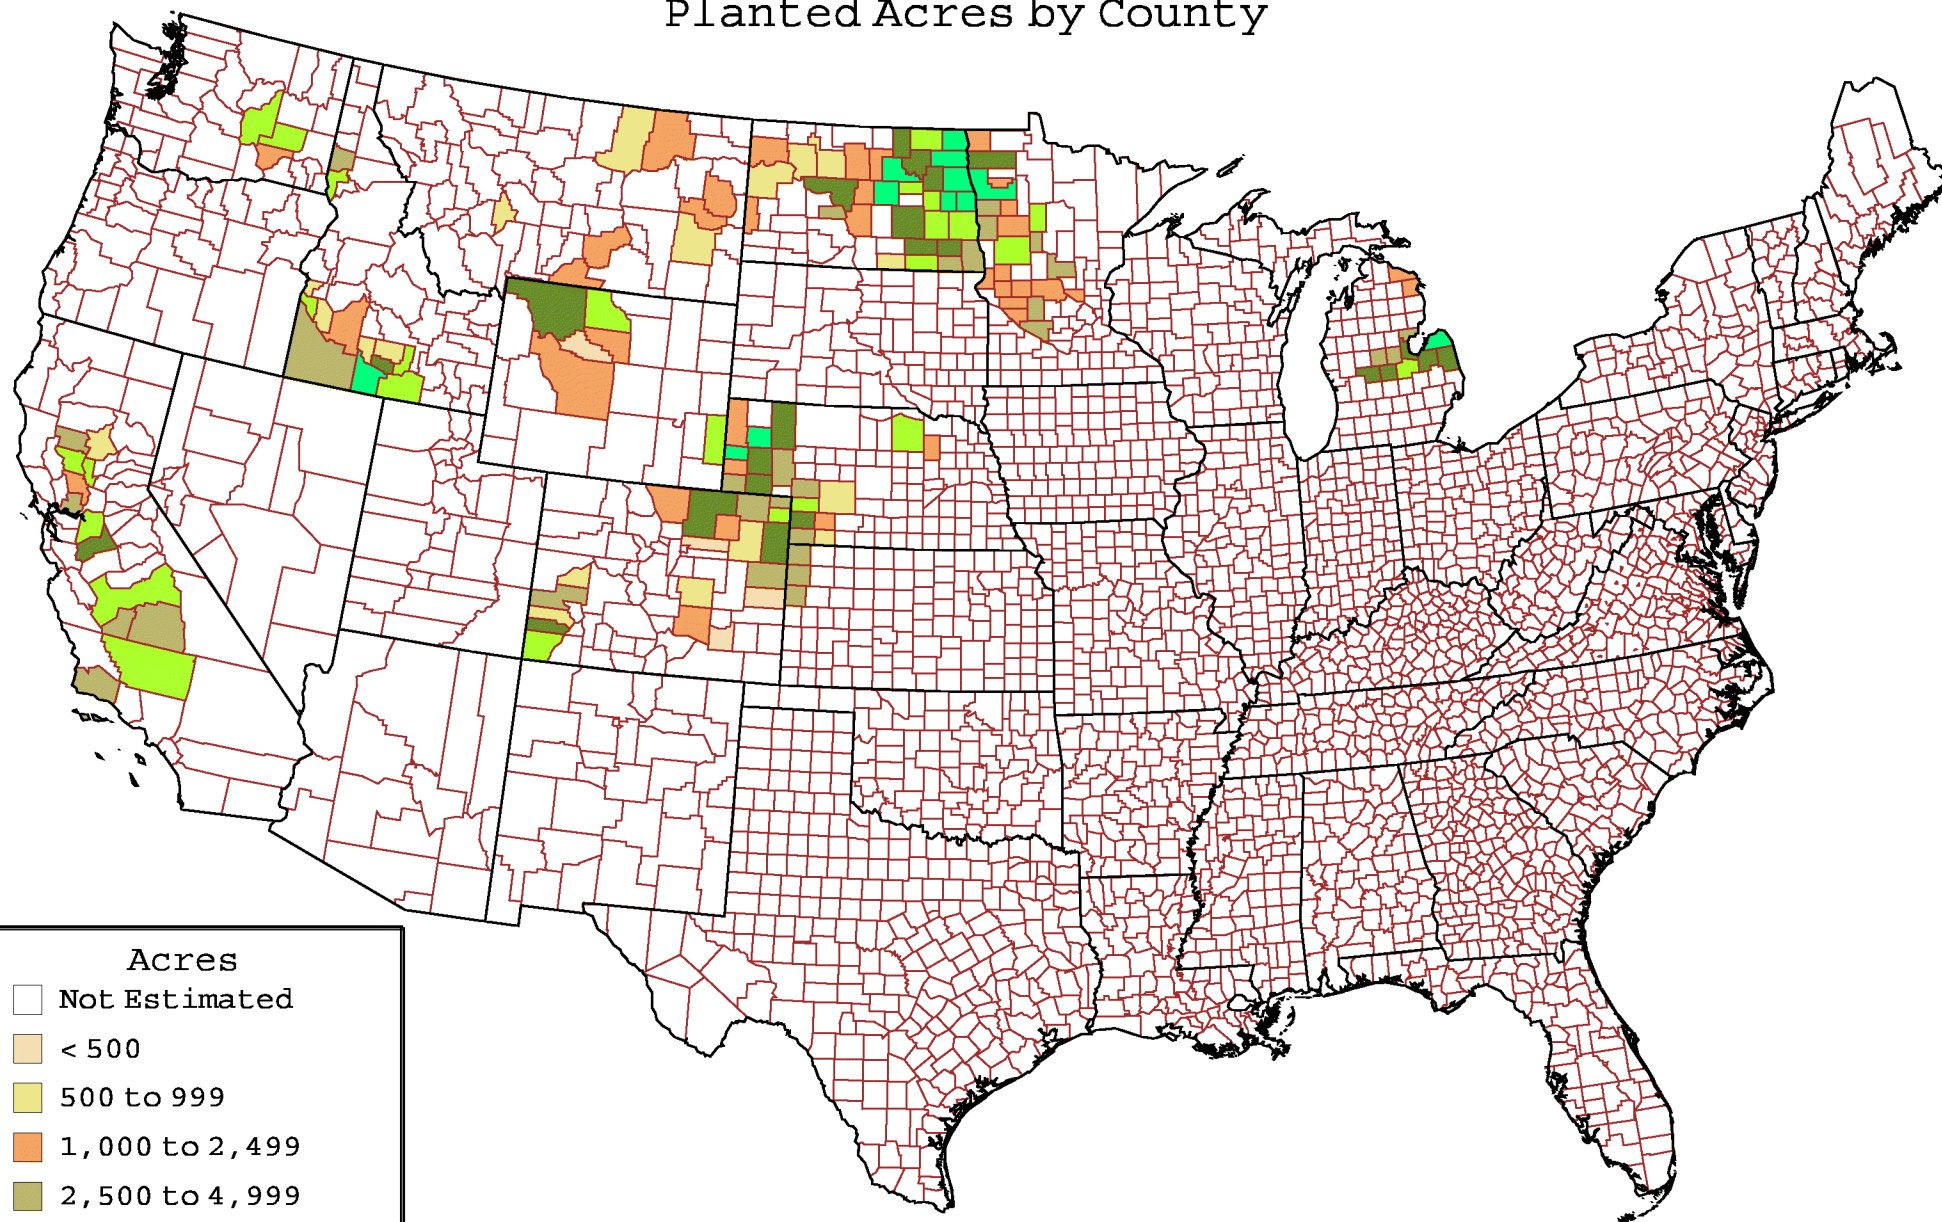 Planted Acres by County
Acres
Not Estimated
< 500
500 to 999
1,000 to 2,499
2,500 to 4,999